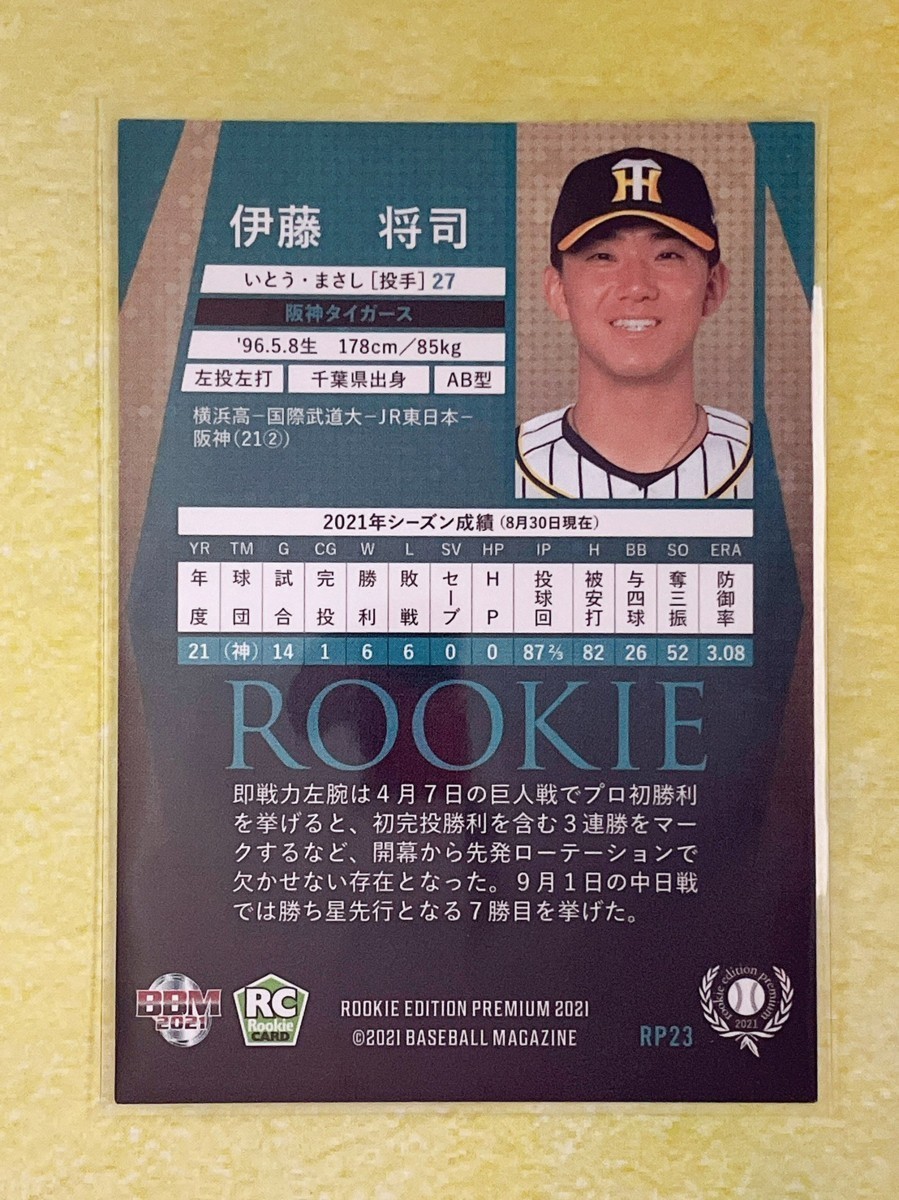 TH
伊藤 将司
いとう・まさし[投手]27
阪神タイガース
'96.5.8生 178cm/85kg
左投左打 千葉県出身 AB型
横浜高-国際武道大-JR東日本-
阪神(21②)
2021年シーズン成績(8月30日現在)
YR TM G CG W L SV HP IP H BB SO ERA
年度 球団 試合 完投 勝利 敗戦 セーブ HP 投球回 被安打 与四球 奪三振 防御率
21 (神) 14 1 6 6 0 0 87 ⅔ 82 26 52 3.08
ROOKIE
即戦力左腕は4月7日の巨人戦でプロ初勝利
を挙げると、初完投勝利を含む3連勝をマー
クするなど、開幕から先発ローテーションで
欠かせない存在となった。9月1日の中日戦
では勝ち星先行となる7勝目を挙げた。
BBM
2021
RC
Rookie
CARD
ROOKIE EDITION PREMIUM 2021
©2021 BASEBALL MAGAZINE
RP23
rookie edition premium
2021